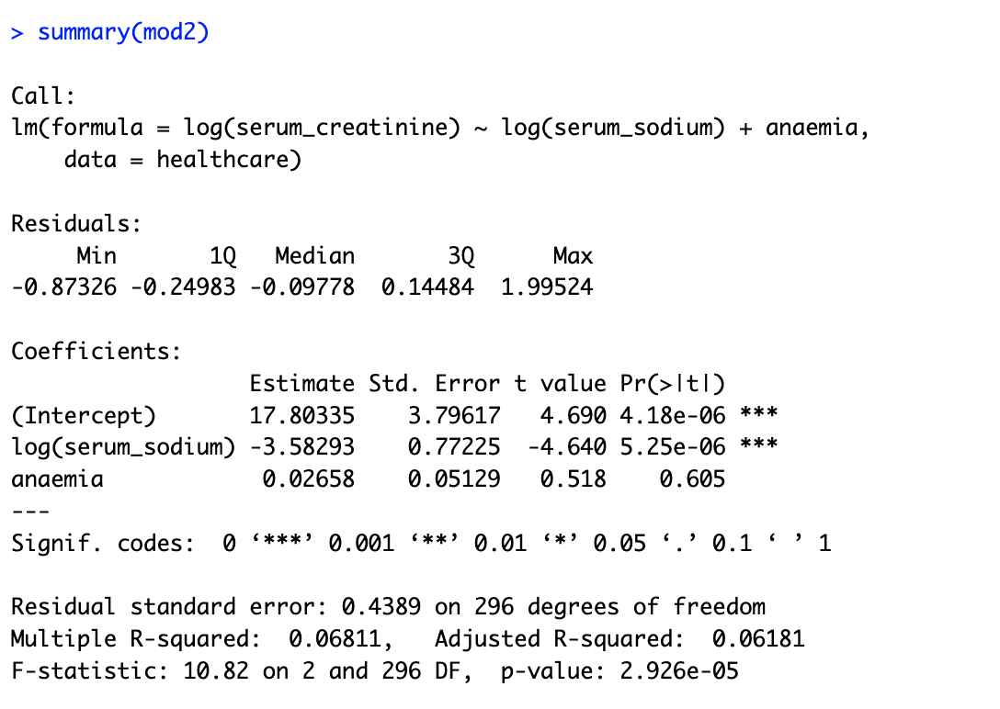 > summary(mod2)
Call:
lm(formula = log(serum_creatinine) ~ log(serum_sodium) + anaemia,
    data = healthcare)
Residuals:
     Min       1Q   Median       3Q      Max
-0.87326 -0.24983 -0.09778  0.14484  1.99524
Coefficients:
                  Estimate Std. Error t value Pr(>|t|)
(Intercept)       17.80335    3.79617   4.690 4.18e-06 ***
log(serum_sodium) -3.58293    0.77225  -4.640 5.25e-06 ***
anaemia            0.02658    0.05129   0.518    0.605
---
Signif. codes:  0 ‘***’ 0.001 ‘**’ 0.01 ‘*’ 0.05 ‘.’ 0.1 ‘ ’ 1
Residual standard error: 0.4389 on 296 degrees of freedom
Multiple R-squared:  0.06811,   Adjusted R-squared:  0.06181
F-statistic: 10.82 on 2 and 296 DF,  p-value: 2.926e-05